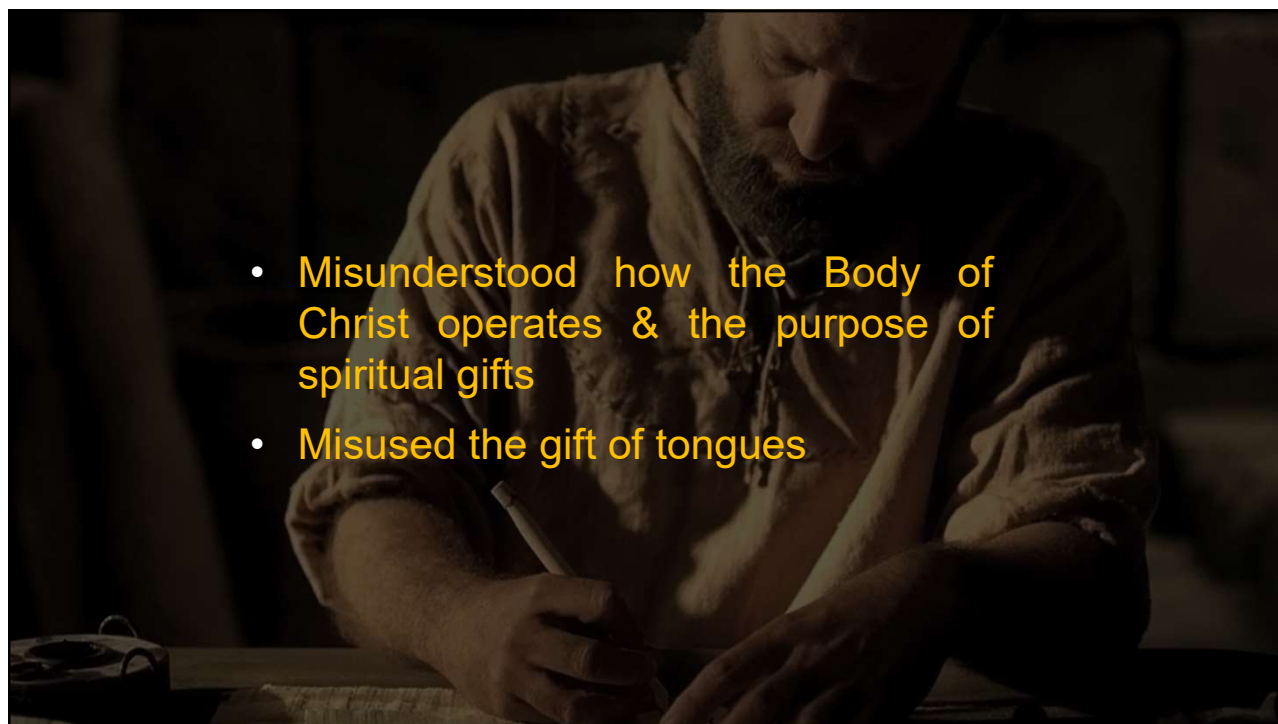 • Misunderstood how the Body of
Christ operates & the purpose of
spiritual gifts
• Misused the gift of tongues